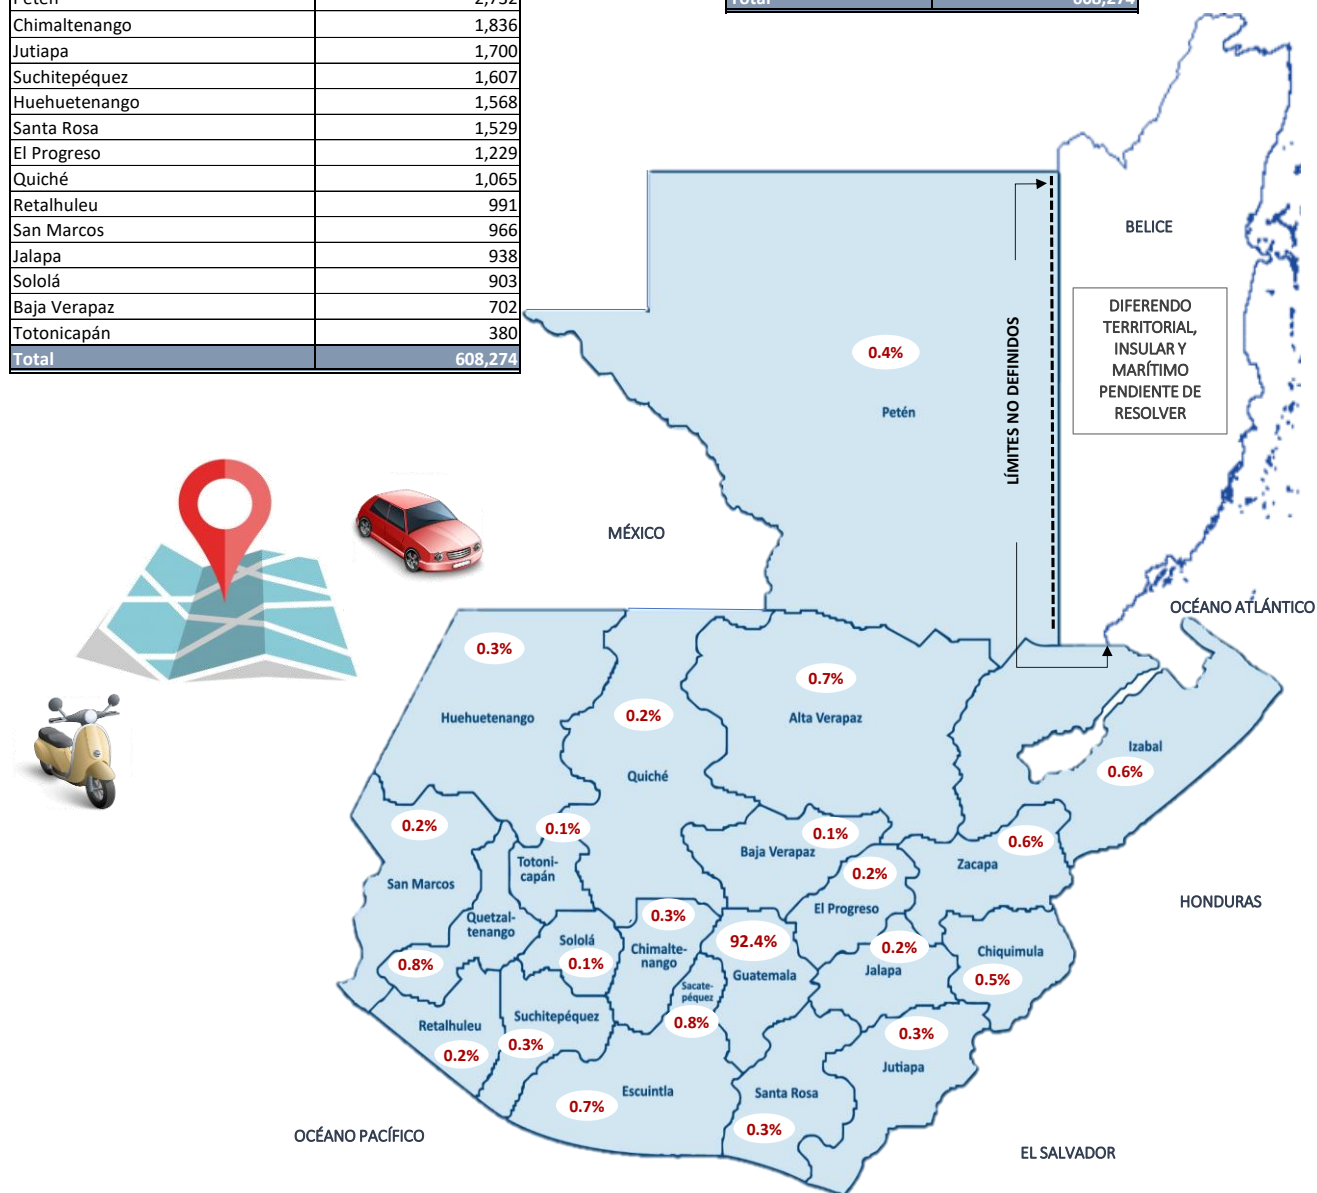 Petén 2,732
Total 608,274
Chimaltenango 1,836
Jutiapa 1,700
Suchitepéquez 1,607
Huehuetenango 1,568
Santa Rosa 1,529
El Progreso 1,229
Quiché 1,065
Retalhuleu 991
San Marcos 966
Jalapa 938
Sololá 903
Baja Verapaz 702
Totonicapán 380
Total 608,274
BELICE
DIFERENDO
TERRITORIAL,
INSULAR Y
MARÍTIMO
PENDIENTE DE
RESOLVER
LÍMITES NO DEFINIDOS
0.4%
Petén
MÉXICO
OCÉANO ATLÁNTICO
0.3%
Huehuetenango
0.2%
Quiché
0.7%
Alta Verapaz
Izabal
0.6%
0.2%
San Marcos
0.1%
Totoni-
capán
0.1%
Baja Verapaz
0.6%
Zacapa
0.2%
El Progreso
HONDURAS
Quetzal-
tenango
0.8%
Sololá
0.1%
0.3%
Chimalte-
nango
92.4%
Guatemala
0.2%
Jalapa
Chiquimula
0.5%
Sacate-
péquez
0.8%
Retalhuleu
0.2%
Suchitepéquez
0.3%
0.3%
Jutiapa
Escuintla
0.7%
Santa Rosa
0.3%
OCÉANO PACÍFICO
EL SALVADOR